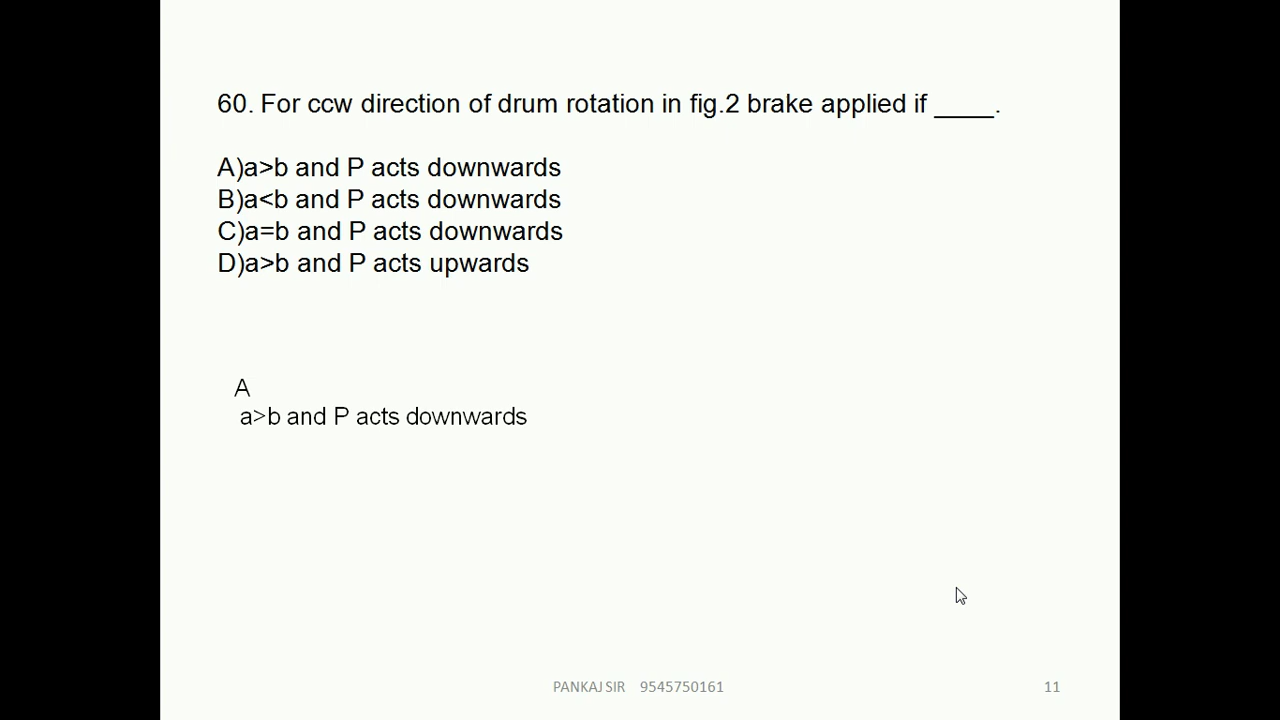 60. For ccw direction of drum rotation in fig.2 brake applied if ____.
A)a>b and P acts downwards
B)a<b and P acts downwards
C)a=b and P acts downwards
D)a>b and P acts upwards
A
a>b and P acts downwards
PANKAJ SIR 9545750161 11